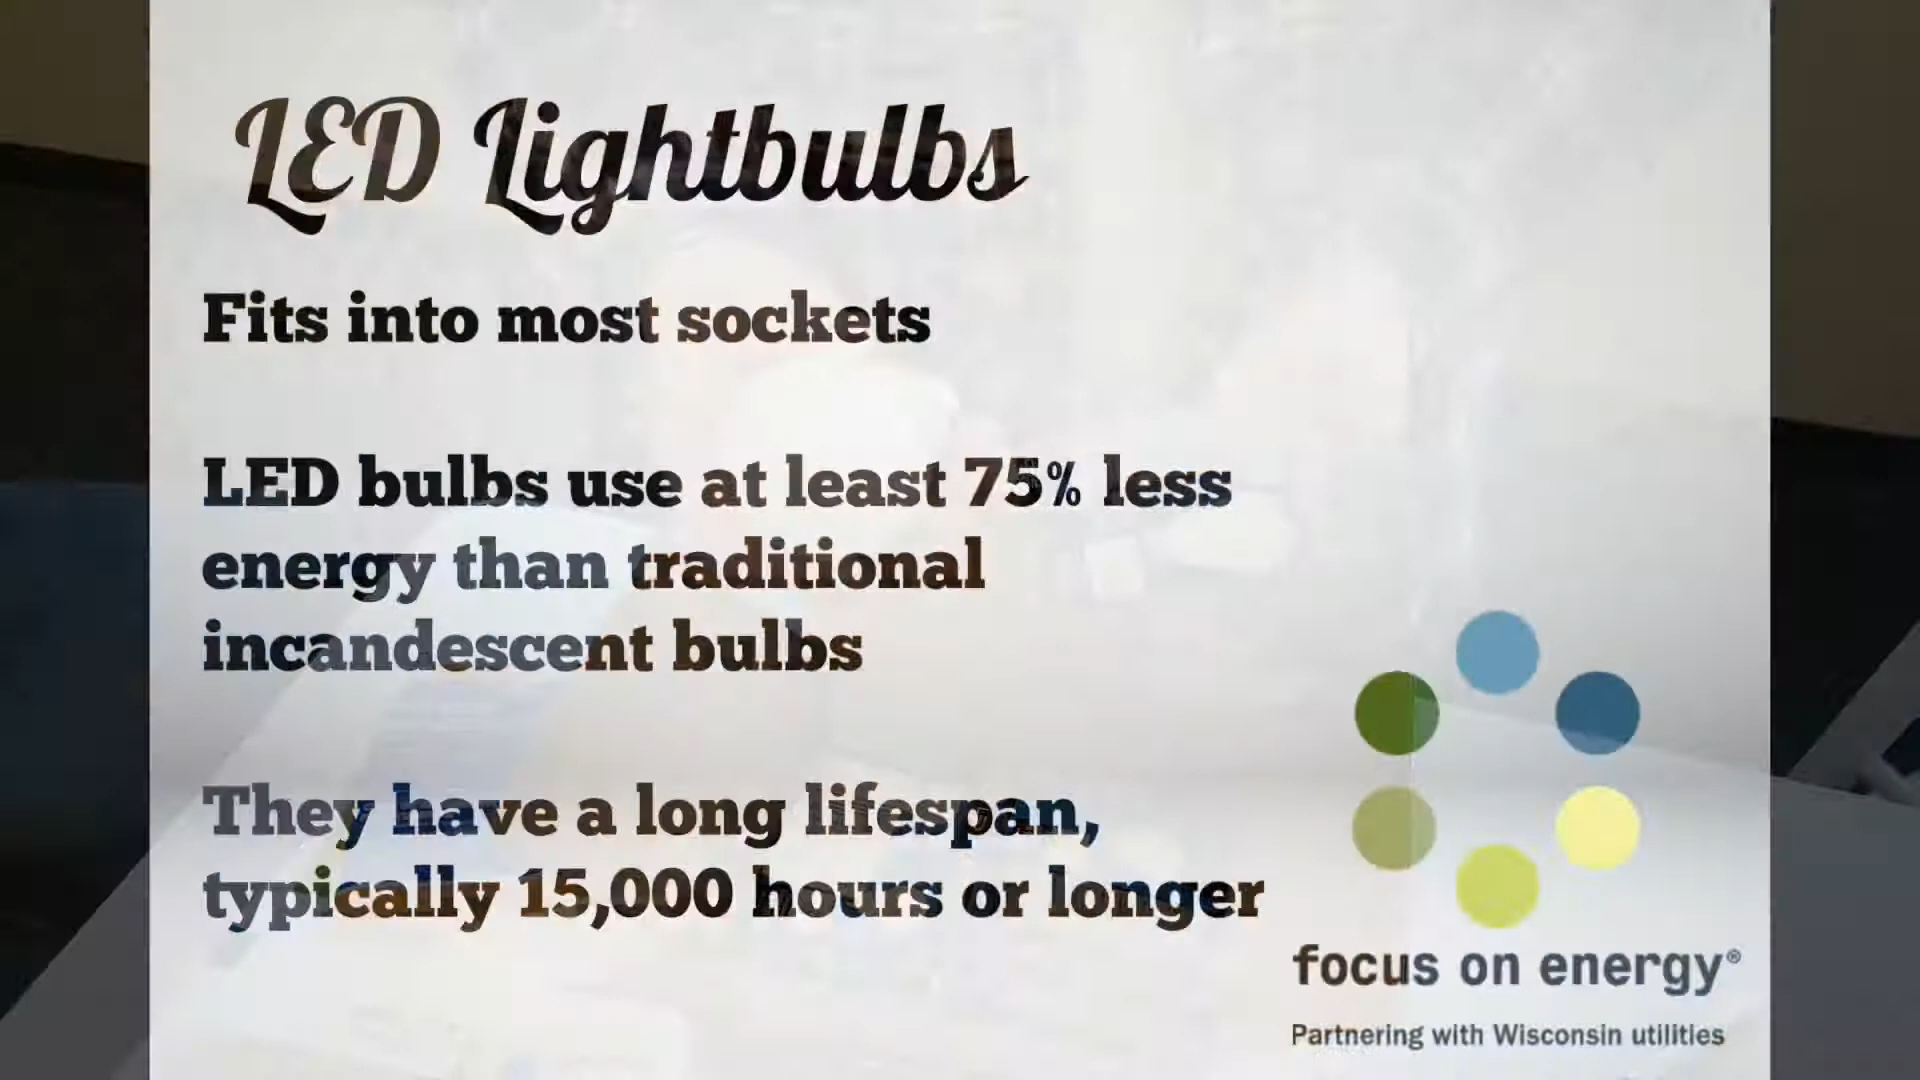 LED Lightbulbs
Fits into most sockets
LED bulbs use at least 75% less
energy than traditional
incandescent bulbs
They have a long lifespan,
typically 15,000 hours or longer
focus on energy®
Partnering with Wisconsin utilities